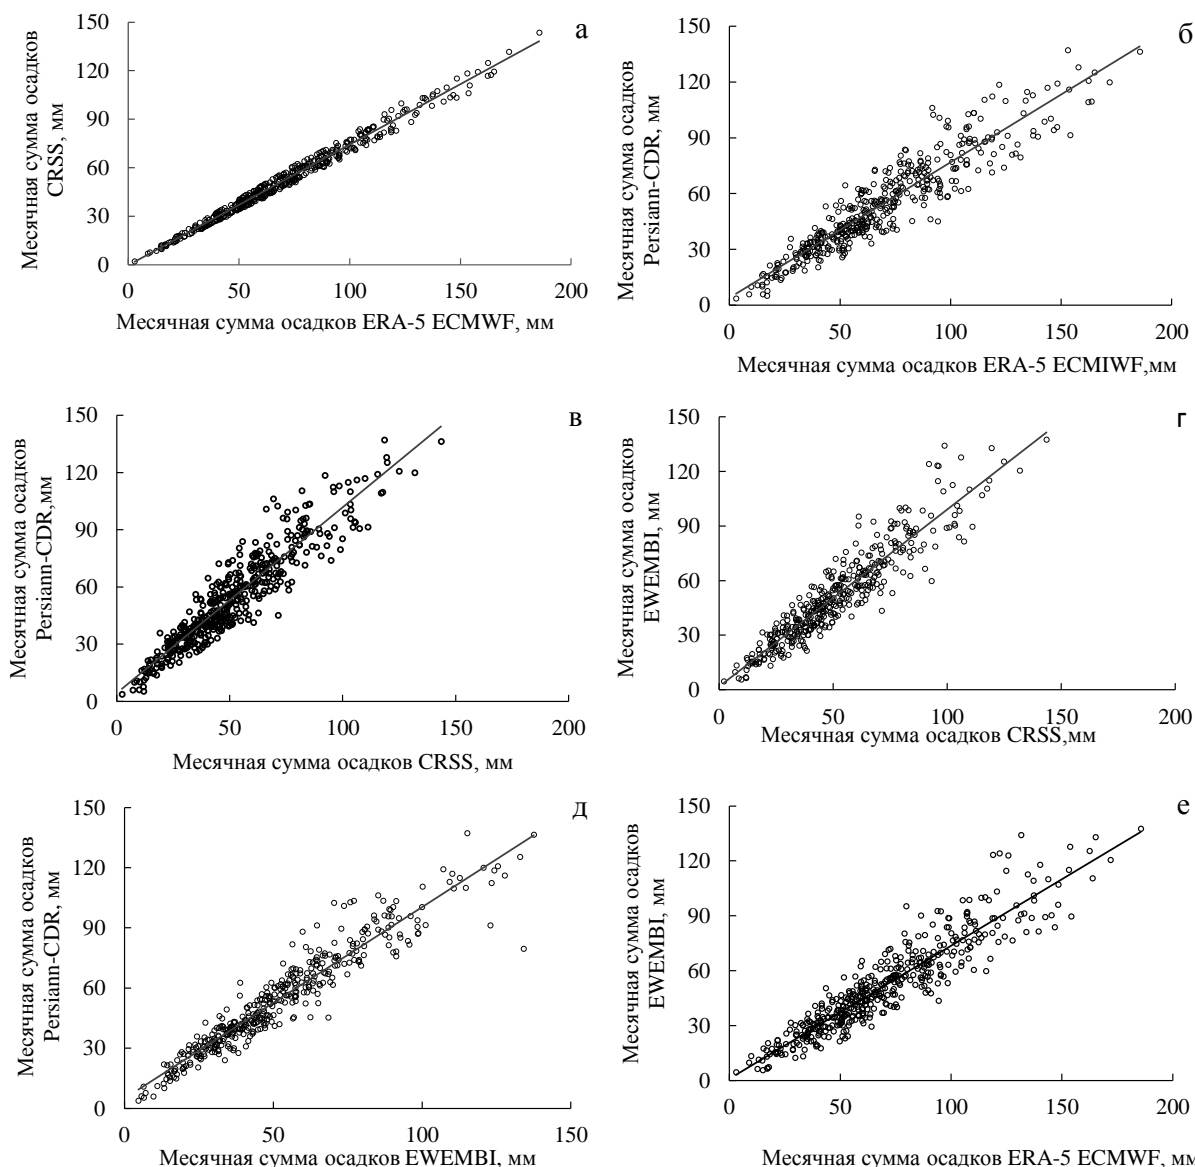 а
Месячная сумма осадков
CRSS, мм
150
120
90
60
30
0
0 50 100 150 200
Месячная сумма осадков ERA-5 ECMWF, мм
б
Месячная сумма осадков
Persiann-CDR, мм
150
120
90
60
30
0
0 50 100 150 200
Месячная сумма осадков ERA-5 ECMIWF,мм
в
Месячная сумма осадков
Persiann-CDR,мм
150
120
90
60
30
0
0 50 100 150 200
Месячная сумма осадков CRSS, мм
г
Месячная сумма осадков
EWEMBI, мм
150
120
90
60
30
0
0 50 100 150 200
Месячная сумма осадков CRSS,мм
д
Месячная сумма осадков
Persiann-CDR, мм
150
120
90
60
30
0
0 50 100 150
Месячная сумма осадков EWEMBI, мм
е
Месячная сумма осадков
EWEMBI, мм
150
120
90
60
30
0
0 50 100 150 200
Месячная сумма осадков ERA-5 ECMWF, мм